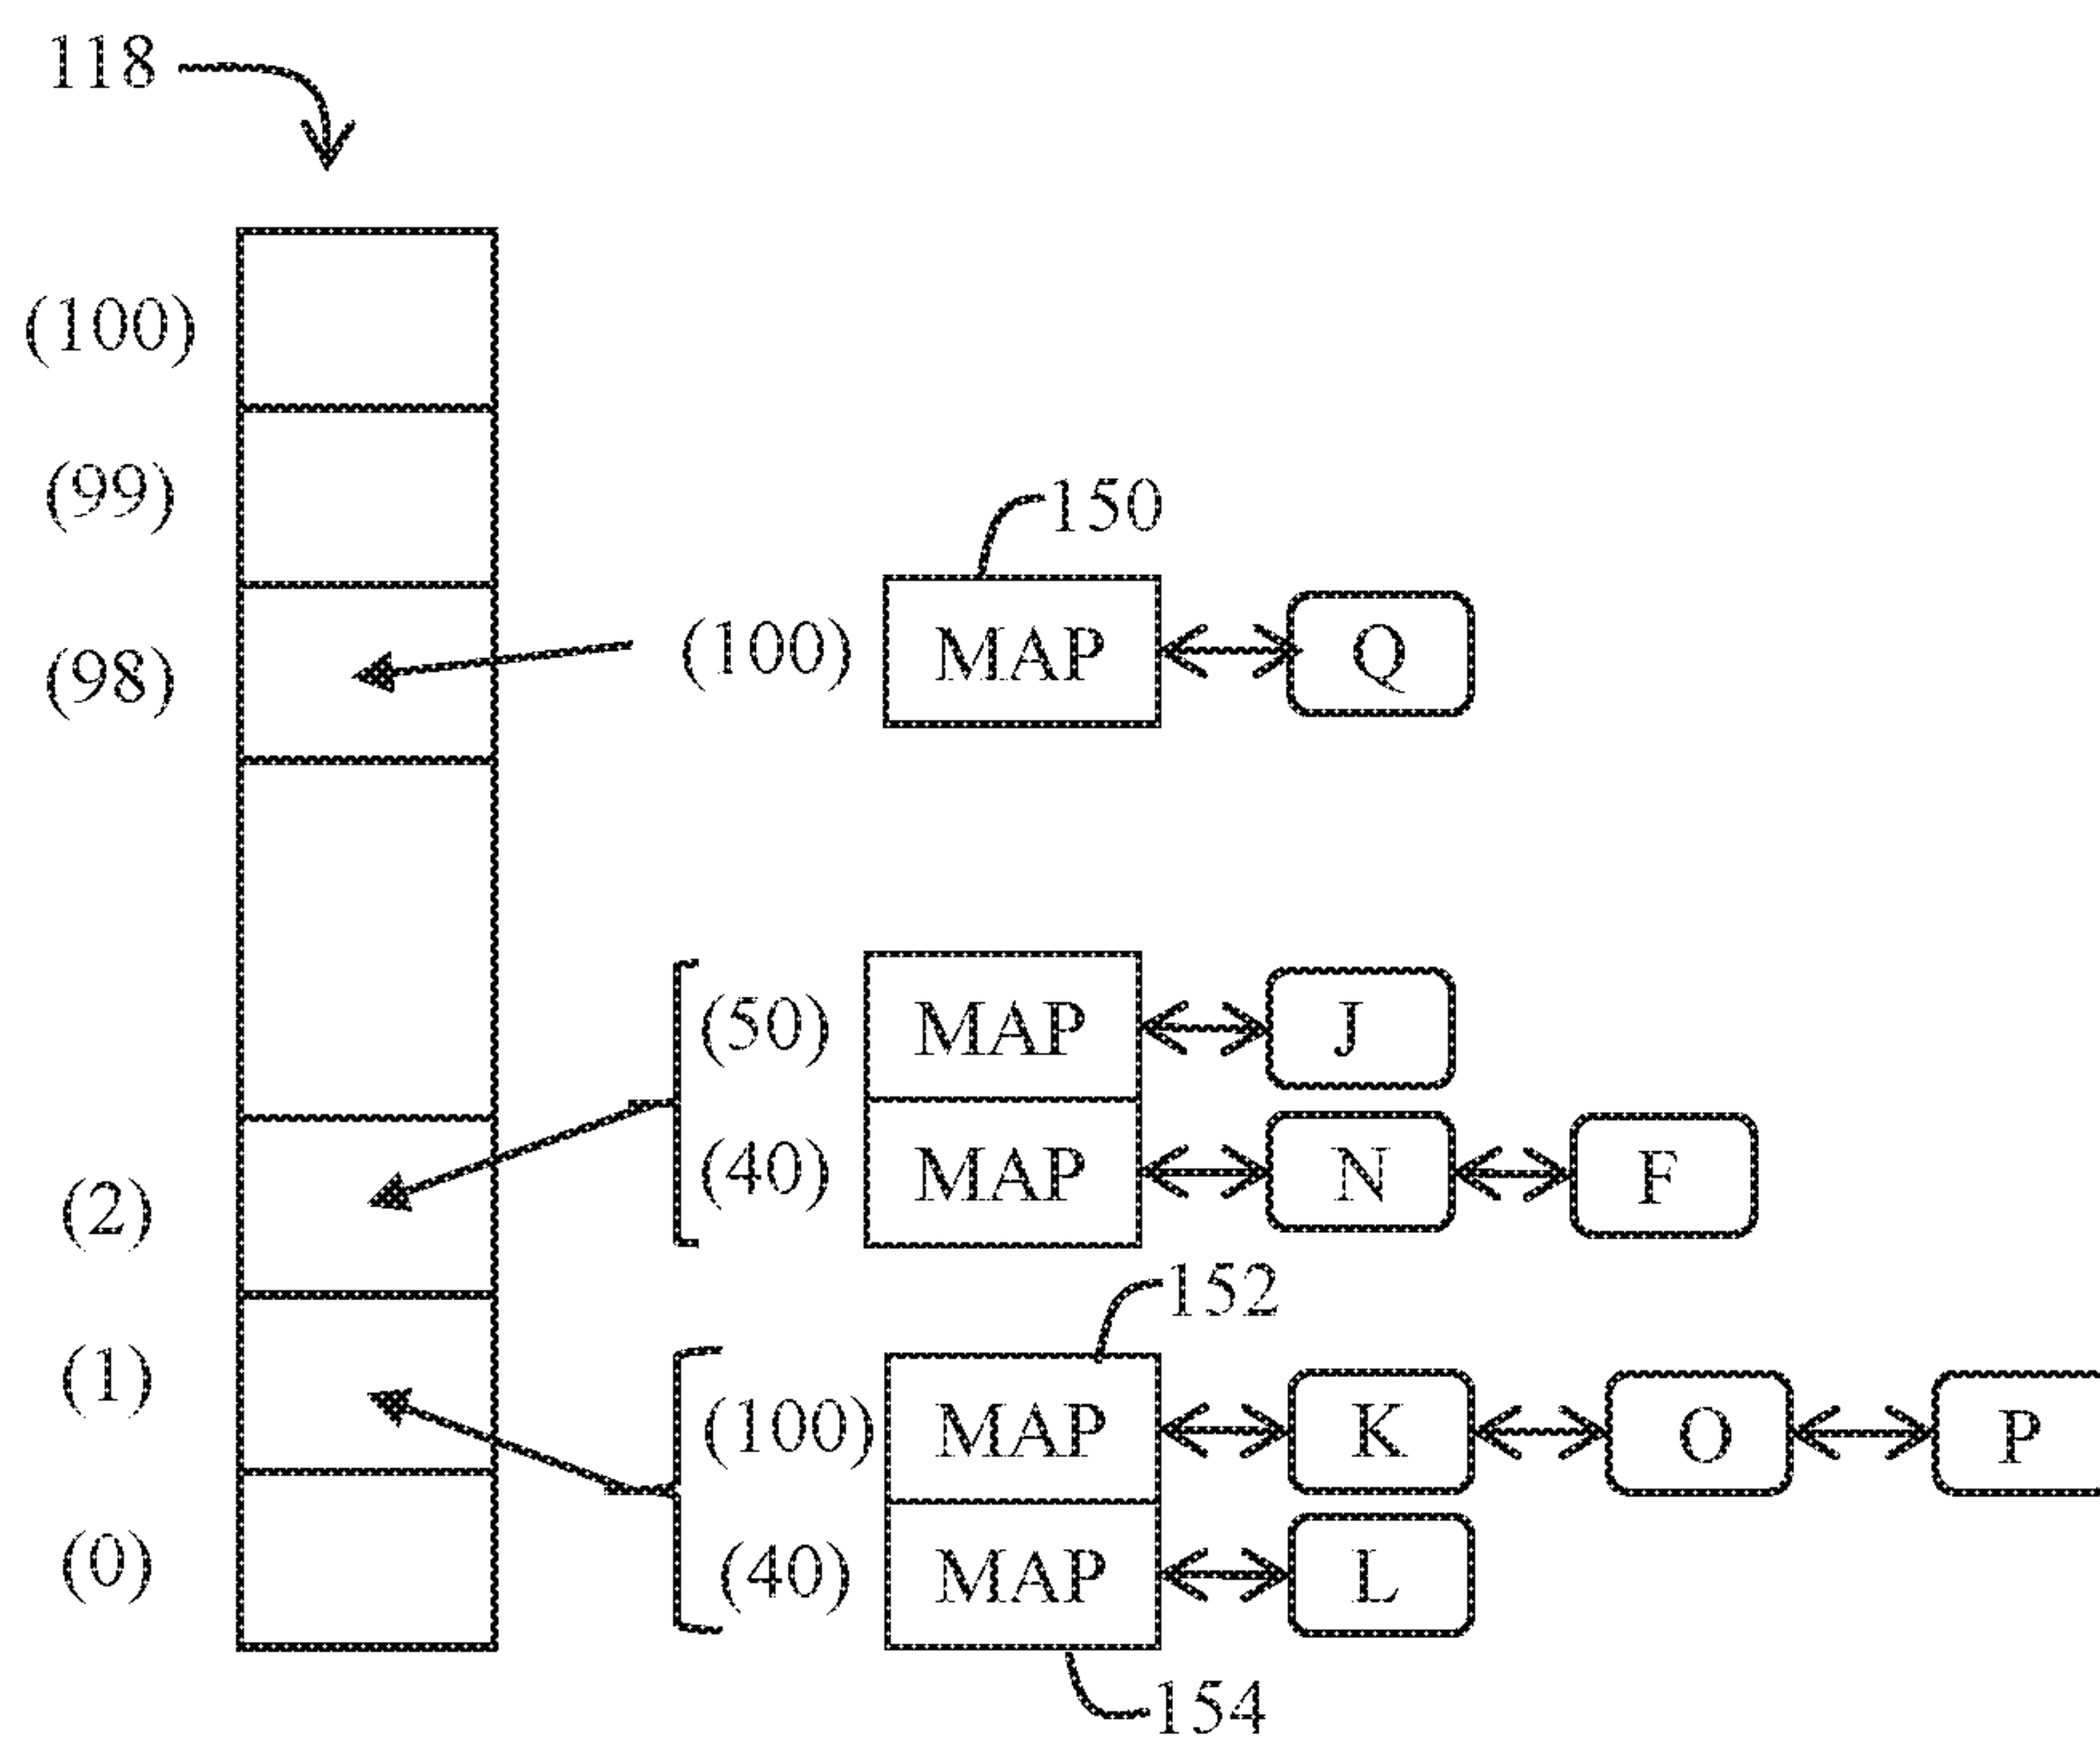 118
(100)
(99)
150
(98) (100) MAP Q
(50) MAP J
(2) (40) MAP N F
152
(1) (100) MAP K O P
(0) (40) MAP L
154